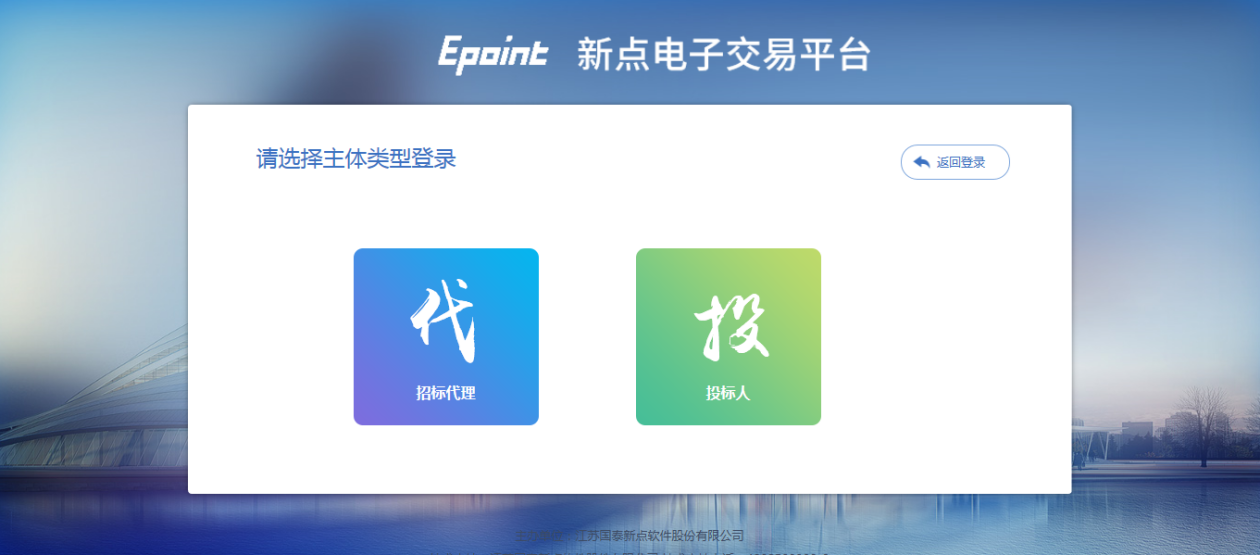 Epoint 新点电子交易平台
请选择主体类型登录
返回登录
代
投
招标代理
投标人
江苏国泰新点软件股份有限公司